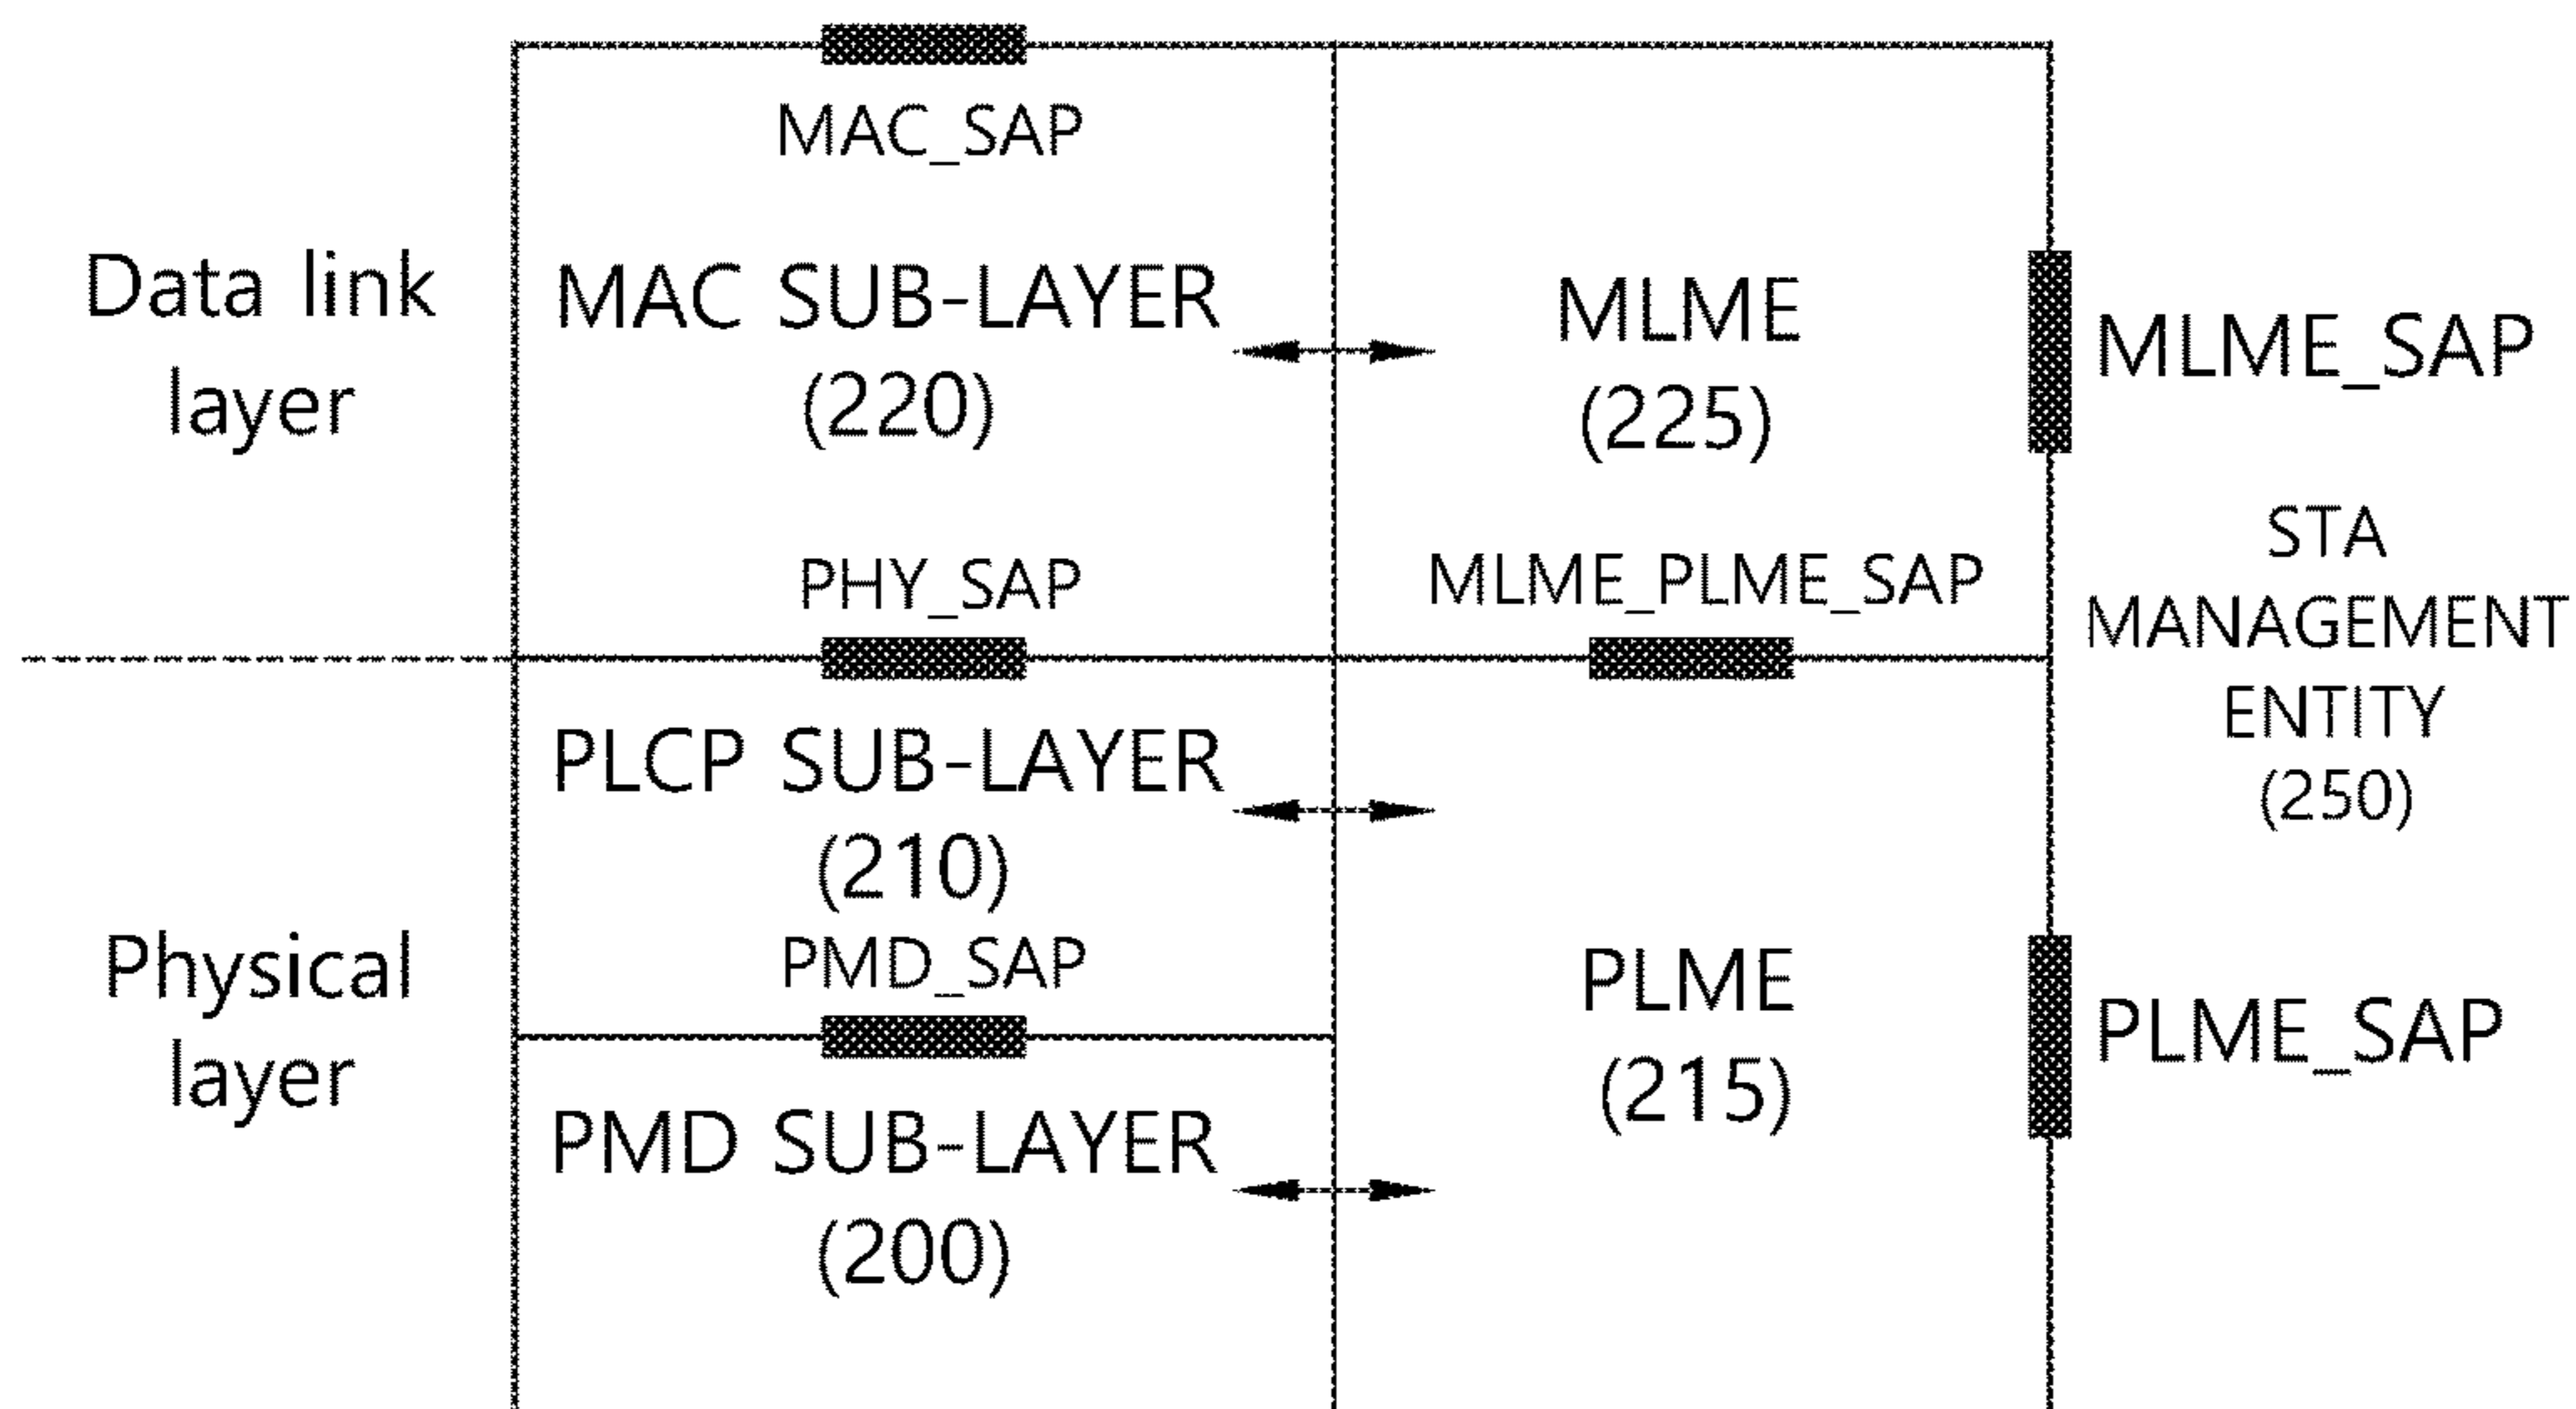 MAC_SAP
Data link
layer
MAC SUB-LAYER
(220)
MLME
(225)
MLME_SAP
PHY_SAP
MLME_PLME_SAP
STA
MANAGEMENT
ENTITY
(250)
PLCP SUB-LAYER
(210)
PMD_SAP
Physical
layer
PLME
(215)
PLME_SAP
PMD SUB-LAYER
(200)